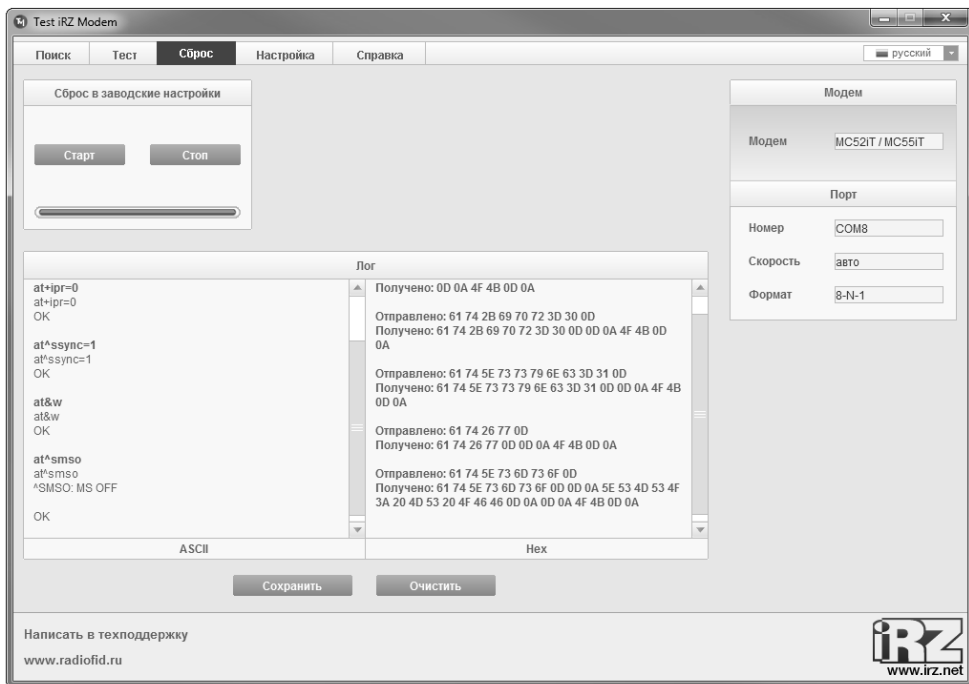 Test iRZ Modem
Поиск
Тест
Сброс
Настройка
Справка
русский
Сброс в заводские настройки
Старт
Стоп
Модем
Модем
MC52iT / MC55iT
Порт
Номер
COM8
Скорость
авто
Формат
8-N-1
Лог
at+ipr=0
at+ipr=0
OK
at^ssync=1
at^ssync=1
OK
at&w
at&w
OK
at^smso
at^smso
^SMSO: MS OFF
OK
ASCII
Получено: 0D 0A 4F 4B 0D 0A
Отправлено: 61 74 2B 69 70 72 3D 30 0D
Получено: 61 74 2B 69 70 72 3D 30 0D 0D 0A 4F 4B 0D
0A
Отправлено: 61 74 5E 73 73 79 6E 63 3D 31 0D
Получено: 61 74 5E 73 73 79 6E 63 3D 31 0D 0D 0A 4F 4B
0D 0A
Отправлено: 61 74 26 77 0D
Получено: 61 74 26 77 0D 0D 0A 4F 4B 0D 0A
Отправлено: 61 74 5E 73 6D 73 6F 0D
Получено: 61 74 5E 73 6D 73 6F 0D 0D 0A 5E 53 4D 53 4F
3A 20 4D 53 20 4F 46 46 0D 0A 0D 0A 4F 4B 0D 0A
Hex
Сохранить
Очистить
Написать в техподдержку
www.radiofid.ru
iRZ
www.irz.net